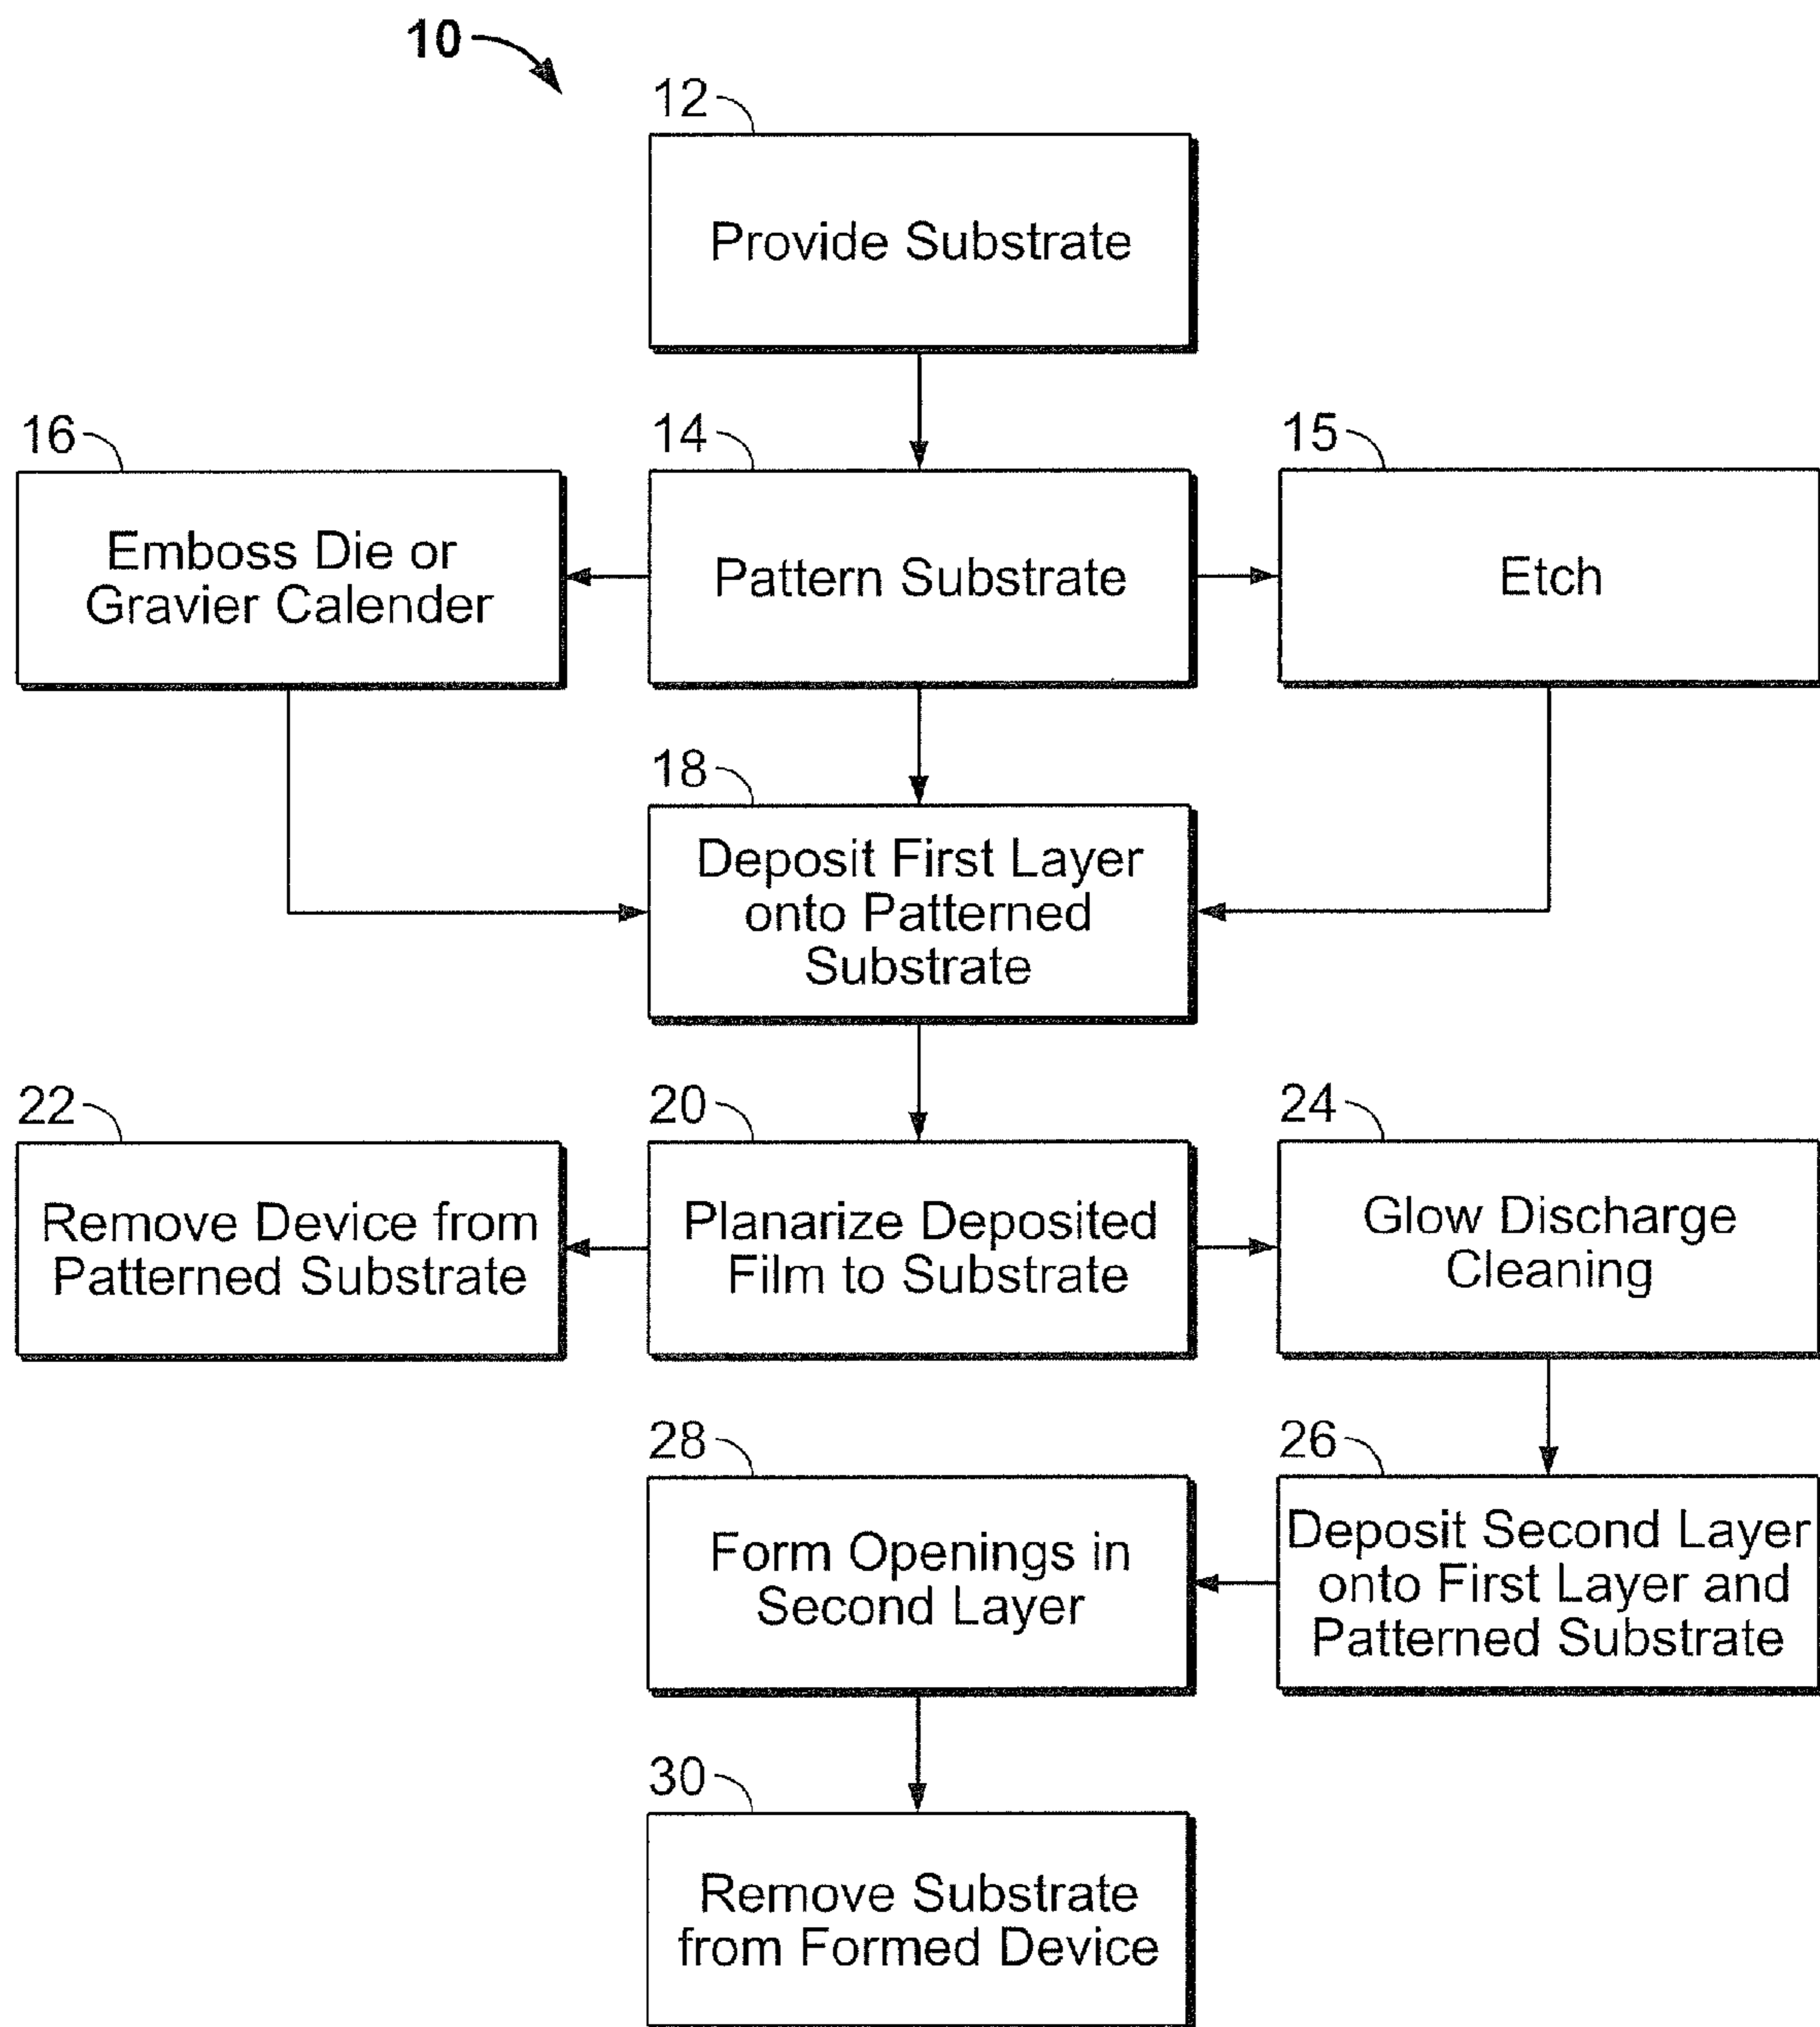 10
12
Provide Substrate
16
14
15
Emboss Die or
Gravier Calender
Pattern Substrate
Etch
18
Deposit First Layer
onto Patterned
Substrate
22
20
24
Remove Device from
Patterned Substrate
Planarize Deposited
Film to Substrate
Glow Discharge
Cleaning
28
26
Form Openings in
Second Layer
Deposit Second Layer
onto First Layer and
Patterned Substrate
30
Remove Substrate
from Formed Device